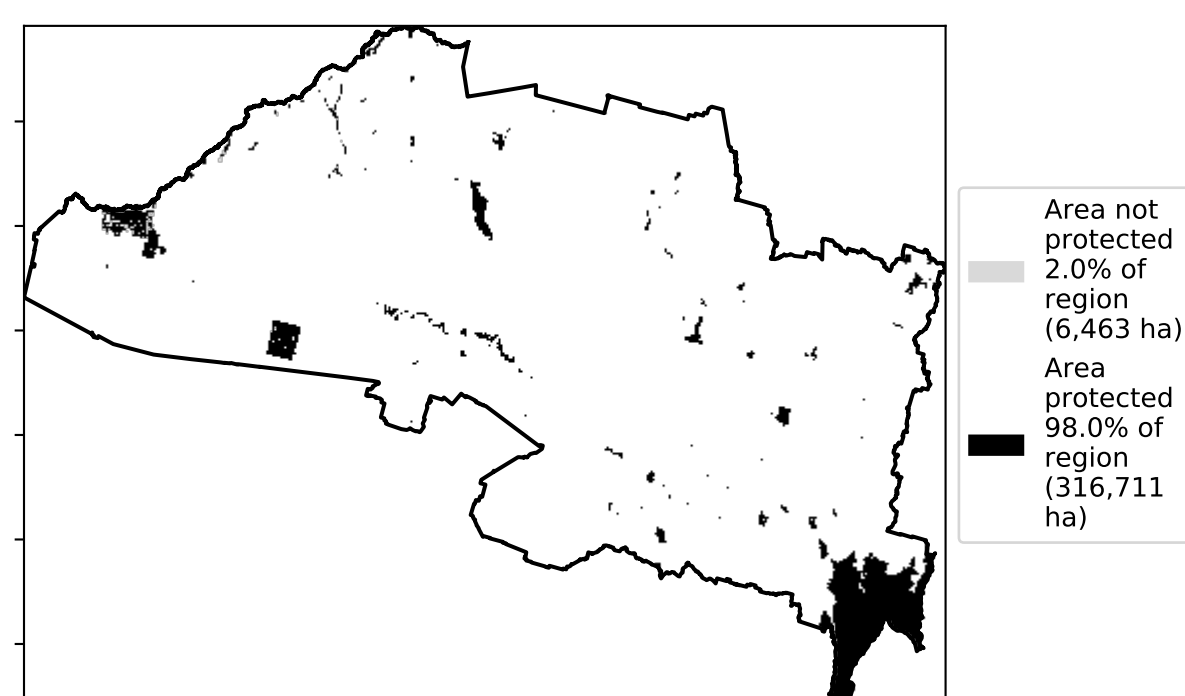 Area not
protected
2.0% of
region
(6,463 ha)
Area
protected
98.0% of
region
(316,711
ha)